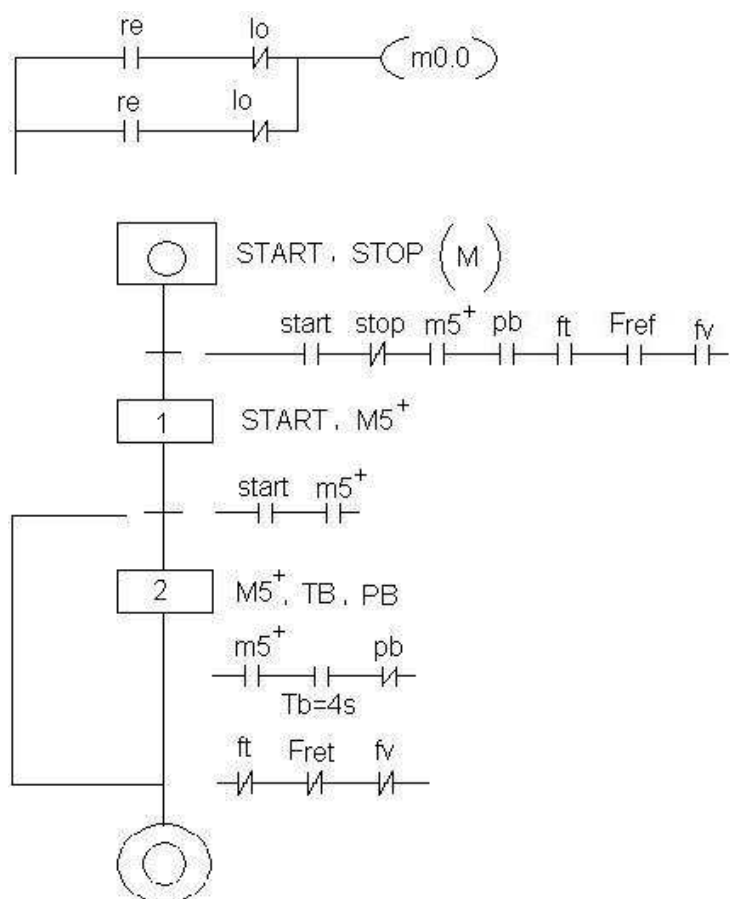 re lo
(m0.0)
re lo
START, STOP (M)
start stop m5+ pb ft Fref fv
1 START, M5+
start m5+
2 M5+, TB, PB
m5+ pb
Tb=4s
ft Fret fv